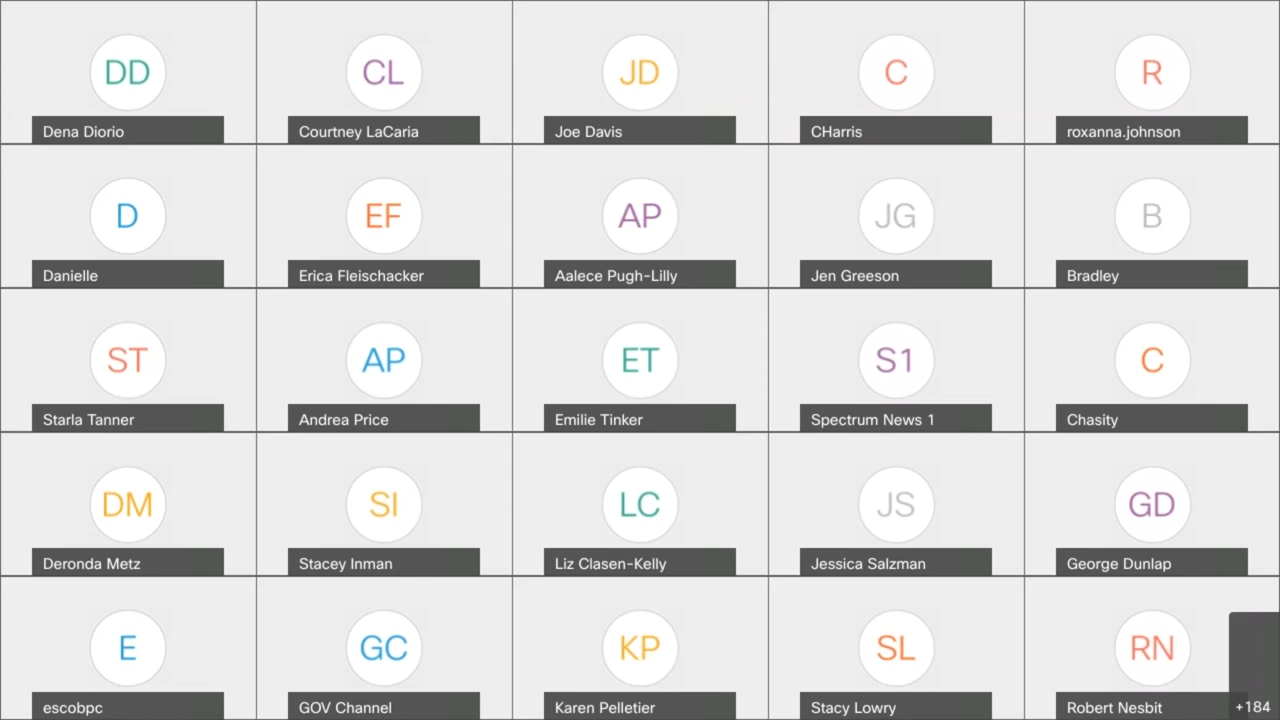 DD
CL
JD
C
R
Dena Diorio
Courtney LaCaria
Joe Davis
CHarris
roxanna.johnson
D
EF
AP
JG
B
Danielle
Erica Fleischacker
Aalece Pugh-Lilly
Jen Greeson
Bradley
ST
AP
ET
S1
C
Starla Tanner
Andrea Price
Emilie Tinker
Spectrum News 1
Chasity
DM
SI
LC
JS
GD
Deronda Metz
Stacey Inman
Liz Clasen-Kelly
Jessica Salzman
George Dunlap
E
GC
KP
SL
RN
escobpc
GOV Channel
Karen Pelletier
Stacy Lowry
Robert Nesbit
+184